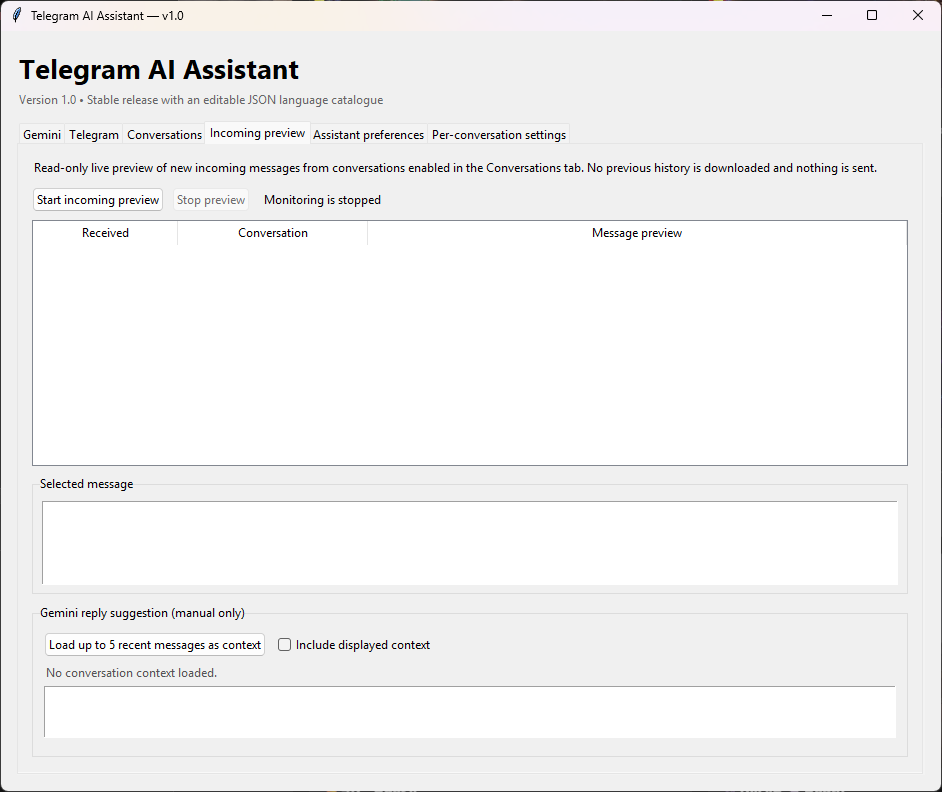 Telegram AI Assistant — v1.0
Telegram AI Assistant
Version 1.0 • Stable release with an editable JSON language catalogue
Gemini Telegram Conversations Incoming preview Assistant preferences Per-conversation settings
Read-only live preview of new incoming messages from conversations enabled in the Conversations tab. No previous history is downloaded and nothing is sent.
Start incoming preview Stop preview Monitoring is stopped
Received Conversation Message preview
Selected message
Gemini reply suggestion (manual only)
Load up to 5 recent messages as context Include displayed context
No conversation context loaded.